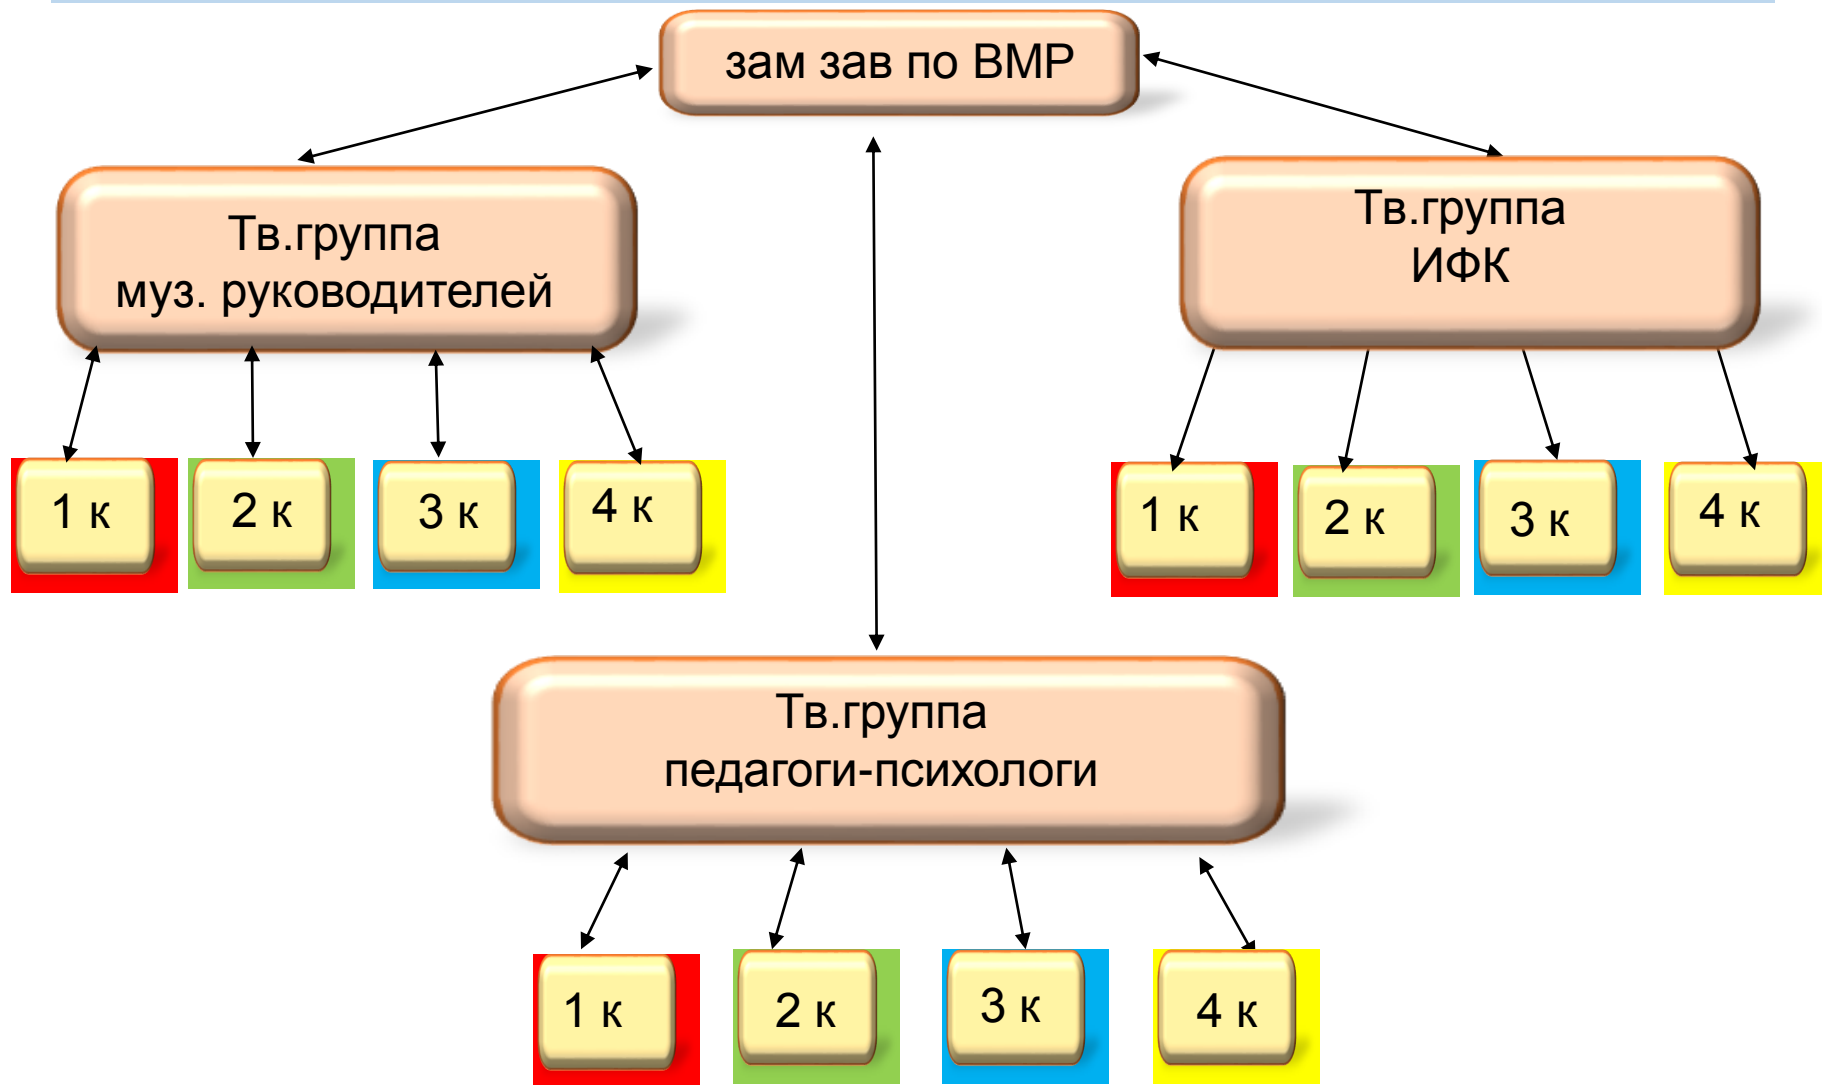 зам зав по ВМР
Тв.группа
муз. руководителей
Тв.группа
ИФК
1 к
2 к
3 к
4 к
1 к
2 к
3 к
4 к
Тв.группа
педагоги-психологи
1 к
2 к
3 к
4 к